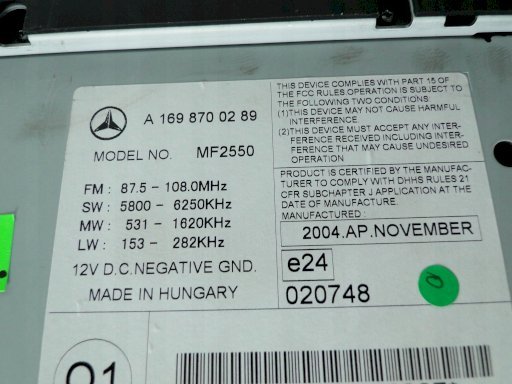 A 169 870 02 89
MODEL NO. MF2550
FM : 87.5 - 108.0MHz
SW : 5800 - 6250KHz
MW : 531 - 1620KHz
LW : 153 - 282KHz
12V D.C.NEGATIVE GND.
MADE IN HUNGARY
THIS DEVICE COMPLIES WITH PART 15 OF
THE FCC RULES.OPERATION IS SUBJECT TO
THE FOLLOWING TWO CONDITIONS:
(1)THIS DEVICE MAY NOT CAUSE HARMFUL
INTERFERENCE.
(2)THIS DEVICE MUST ACCEPT ANY INTER-
FERENCE RECEIVED INCLUDING INTER-
FERENCE THAT MAY CAUSE UNDESIRED
OPERATION
PRODUCT IS CERTIFIED BY THE MANUFAC-
TURER TO COMPLY WITH DHHS RULES 21
CFR SUBCHAPTER J APPLICATION AT THE
DATE OF MANUFACTURE.
MANUFACTURED :
2004.AP.NOVEMBER
e24
020748
01